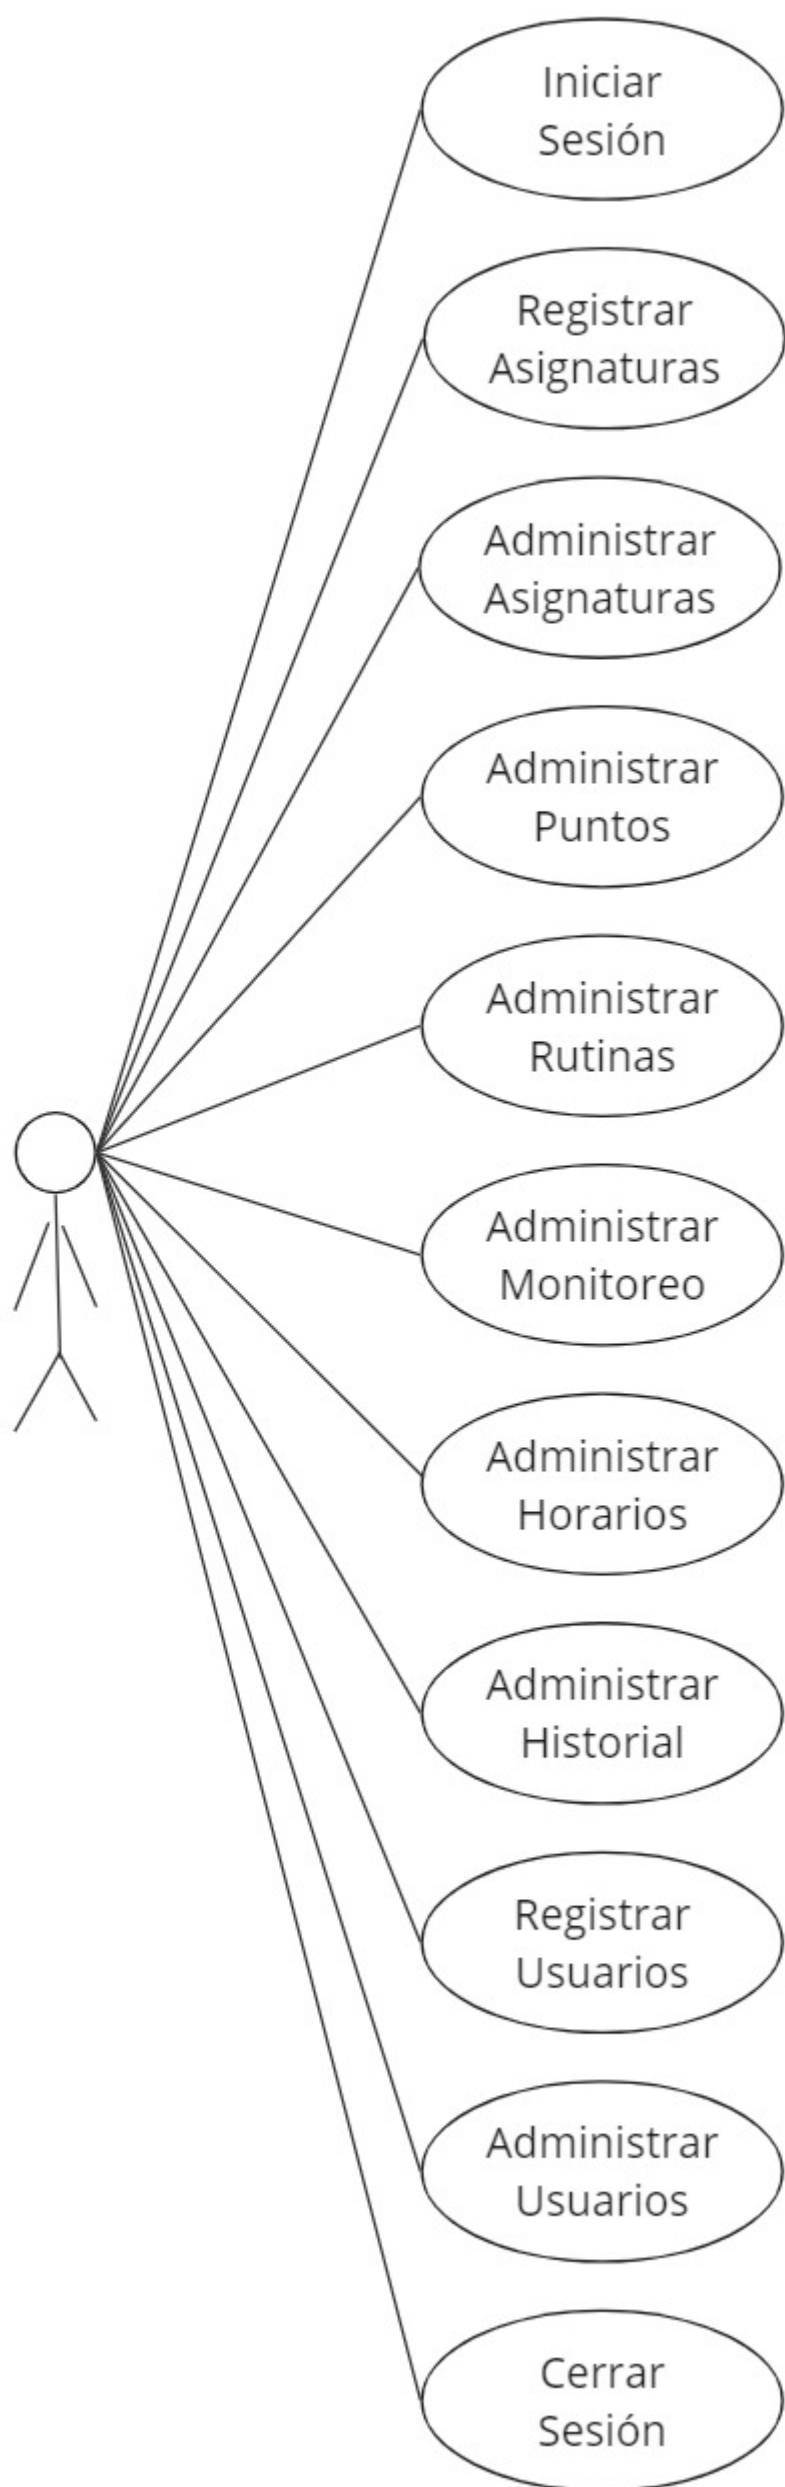 Iniciar
Sesión
Registrar
Asignaturas
Administrar
Asignaturas
Administrar
Puntos
Administrar
Rutinas
Administrar
Monitoreo
Administrar
Horarios
Administrar
Historial
Registrar
Usuarios
Administrar
Usuarios
Cerrar
Sesión